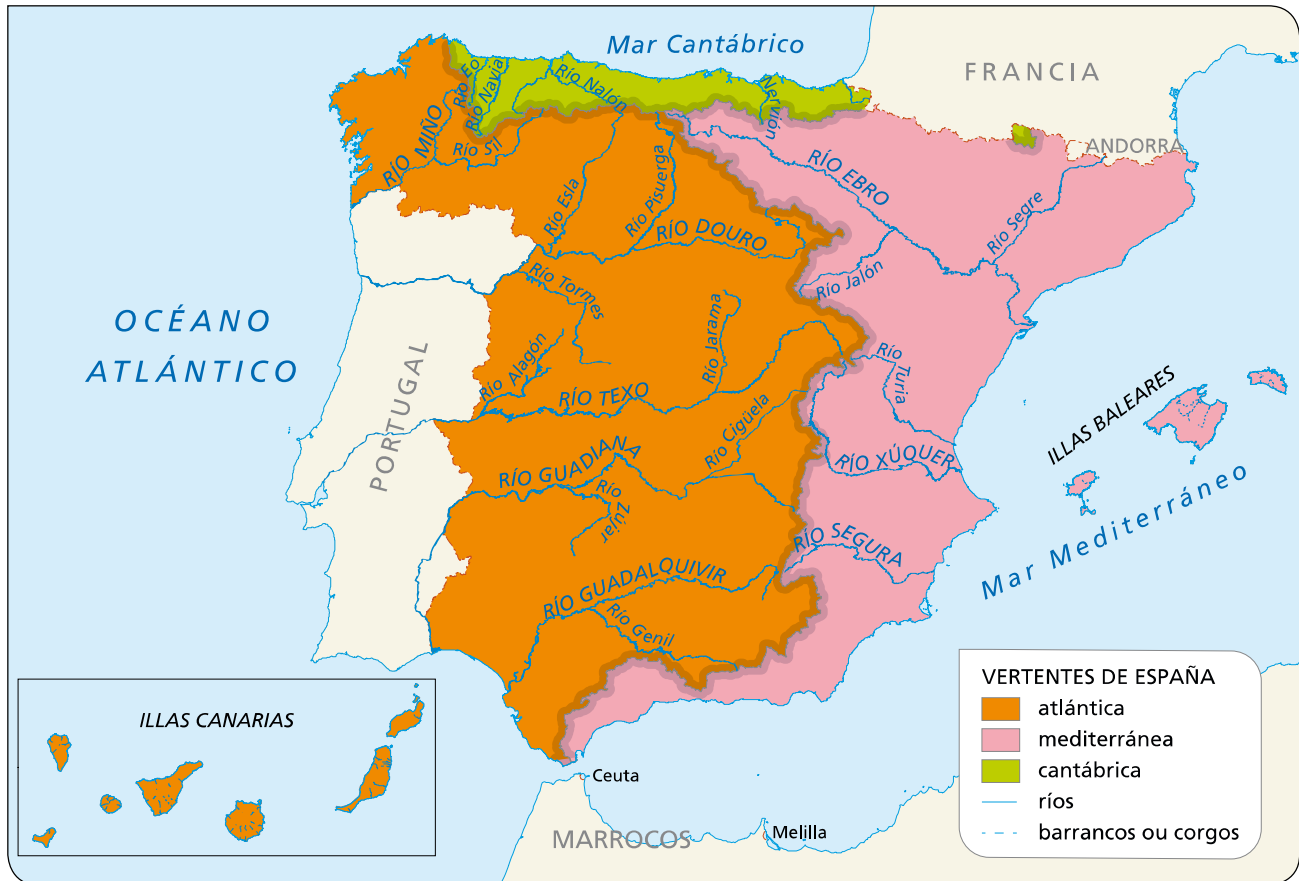 Mar Cantábrico
FRANCIA
ANDORRA
Río Eo
Río Navia
Río Nalón
Nervión
RÍO MIÑO
Río Sil
Río Esla
Río Pisuerga
RÍO DOURO
RÍO EBRO
Río Segre
Río Jalón
Río Tormes
Río Alagón
Río Jarama
RÍO TEXO
Río Cigüela
Río Turia
RÍO XÚQUER
RÍO GUADIANA
Río Zújar
RÍO SEGURA
RÍO GUADALQUIVIR
Río Genil
OCÉANO
ATLÁNTICO
PORTUGAL
ILLAS BALEARES
Mar Mediterráneo
ILLAS CANARIAS
Ceuta
MARROCOS
Melilla
VERTENTES DE ESPAÑA
atlántica
mediterránea
cantábrica
ríos
barrancos ou corgos